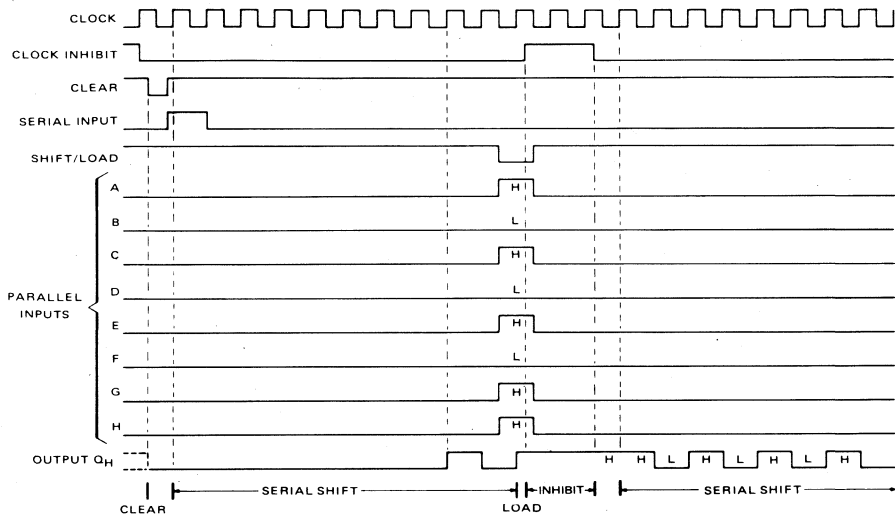 CLOCK
CLOCK INHIBIT
CLEAR
SERIAL INPUT
SHIFT/LOAD
A H
B L
C H
D L
PARALLEL
INPUTS
E H
F L
G H
H H
OUTPUT QH H H L H L H L H
SERIAL SHIFT INHIBIT SERIAL SHIFT
CLEAR LOAD